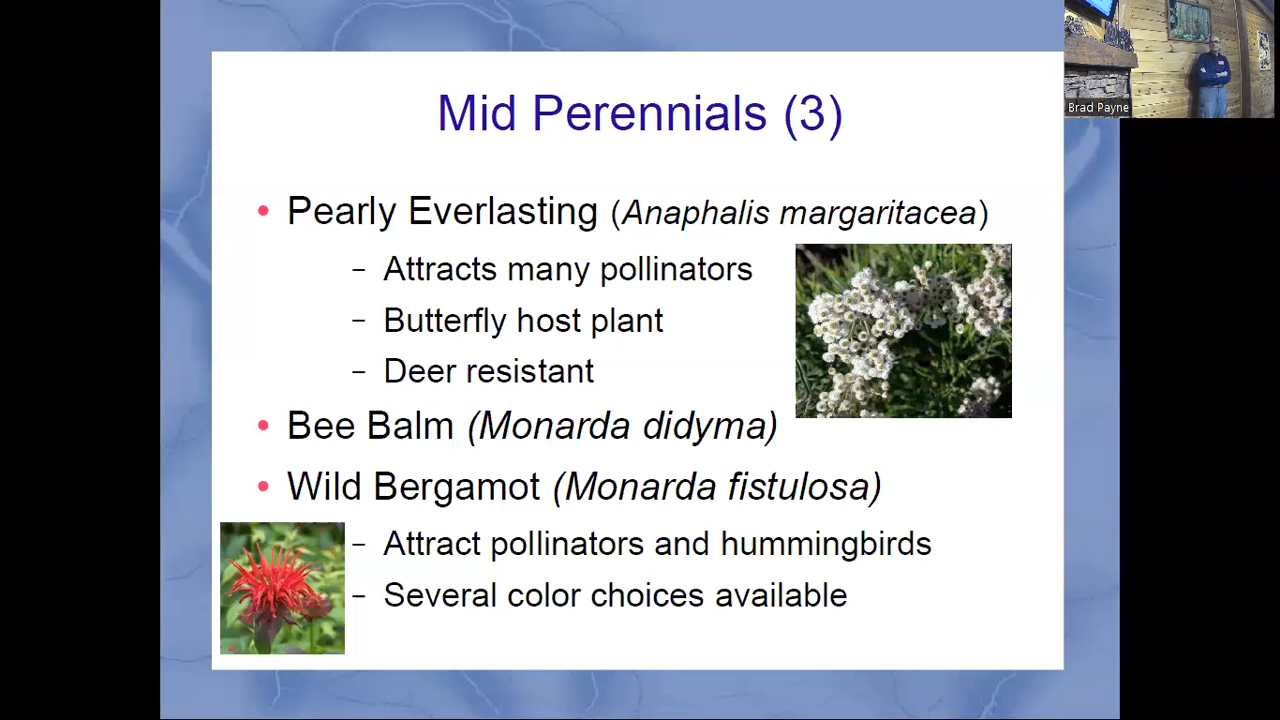 Mid Perennials (3)
• Pearly Everlasting (Anaphalis margaritacea)
– Attracts many pollinators
– Butterfly host plant
– Deer resistant
• Bee Balm (Monarda didyma)
• Wild Bergamot (Monarda fistulosa)
– Attract pollinators and hummingbirds
– Several color choices available
Brad Payne